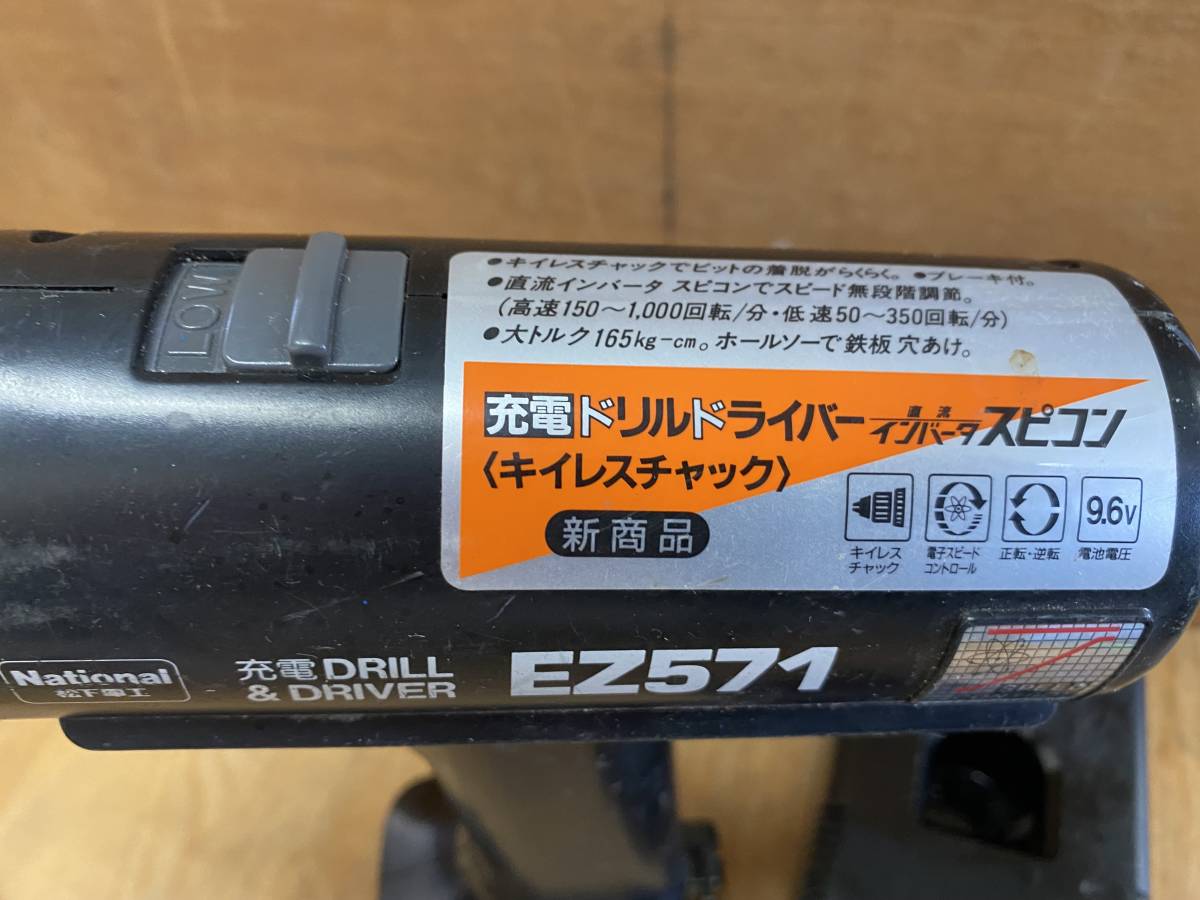 LOW
●キイレスチャックでビットの着脱がらくらく。●ブレーキ付。
●直流インバータ スピコンでスピード無段階調節。
(高速150〜1,000回転/分・低速50〜350回転/分)
●大トルク165kg-cm。ホールソーで鉄板穴あけ。
充電ドリルドライバー 直流インバータ スピコン
〈キイレスチャック〉
新商品
キイレス
チャック
電子スピード
コントロール
正転・逆転
9.6V
電池電圧
National
松下電工
充電DRILL
& DRIVER
EZ571